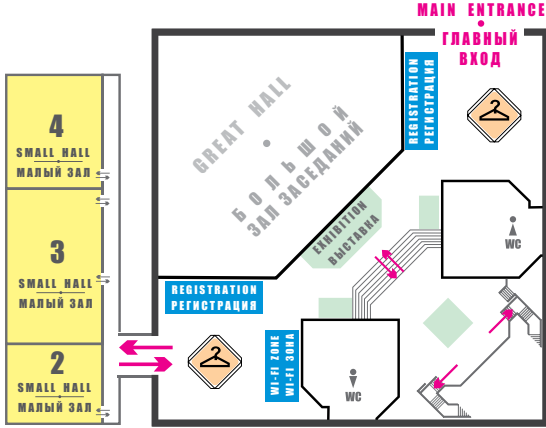 MAIN ENTRANCE
ГЛАВНЫЙ
ВХОД
REGISTRATION
РЕГИСТРАЦИЯ
GREAT HALL
БОЛЬШОЙ
ЗАЛ ЗАСЕДАНИЙ
4
SMALL HALL
МАЛЫЙ ЗАЛ
EXHIBITION
ВЫСТАВКА
WC
3
SMALL HALL
МАЛЫЙ ЗАЛ
REGISTRATION
РЕГИСТРАЦИЯ
WI-FI ZONE
WI-FI ЗОНА
2
SMALL HALL
МАЛЫЙ ЗАЛ
WC